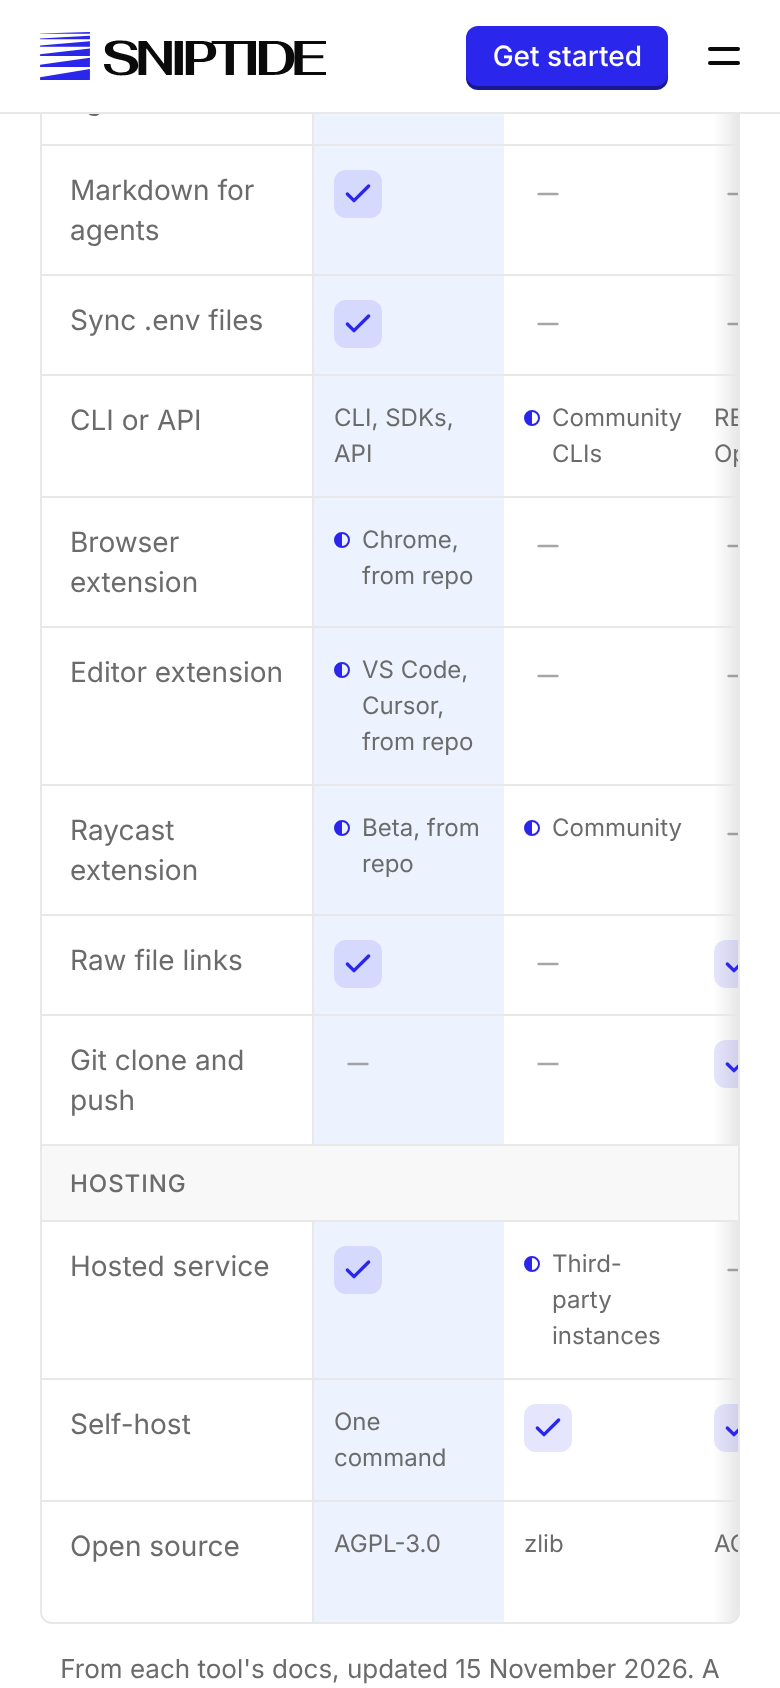 SNIPTIDE
Get started
Markdown for
agents
Sync .env files
CLI or API
CLI, SDKs,
API
Community
CLIs
Browser
extension
Chrome,
from repo
Editor extension
VS Code,
Cursor,
from repo
Raycast
extension
Beta, from
repo
Community
Raw file links
Git clone and
push
HOSTING
Hosted service
Third-
party
instances
Self-host
One
command
Open source
AGPL-3.0
zlib
From each tool's docs, updated 15 November 2026. A